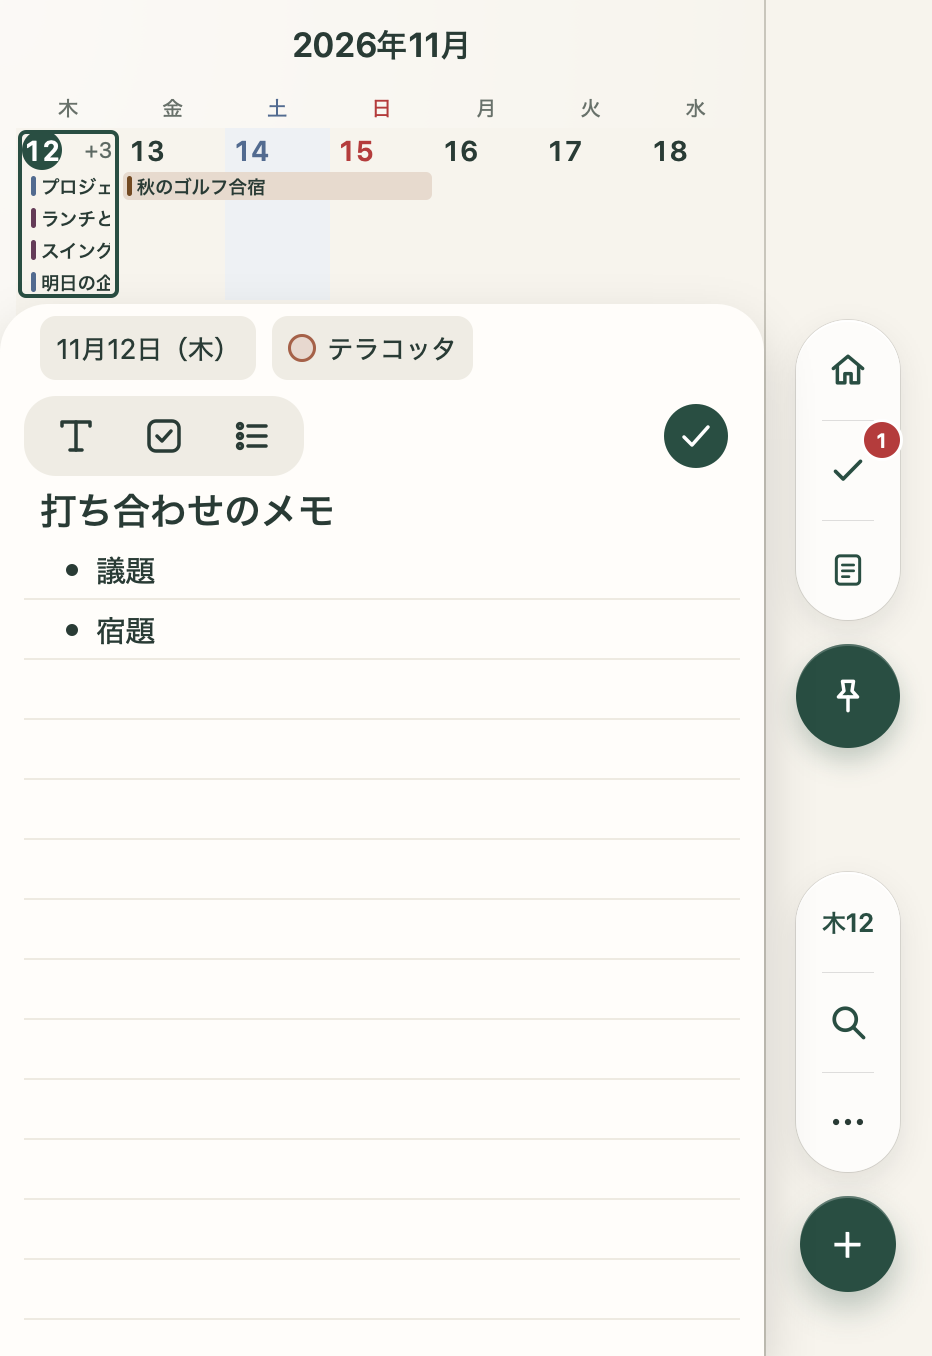 2026年11月
木 金 土 日 月 火 水
12 +3 13 14 15 16 17 18
プロジェ
秋のゴルフ合宿
ランチと
スイング
明日の企
11月12日（木） テラコッタ
打ち合わせのメモ
• 議題
• 宿題
1
木12